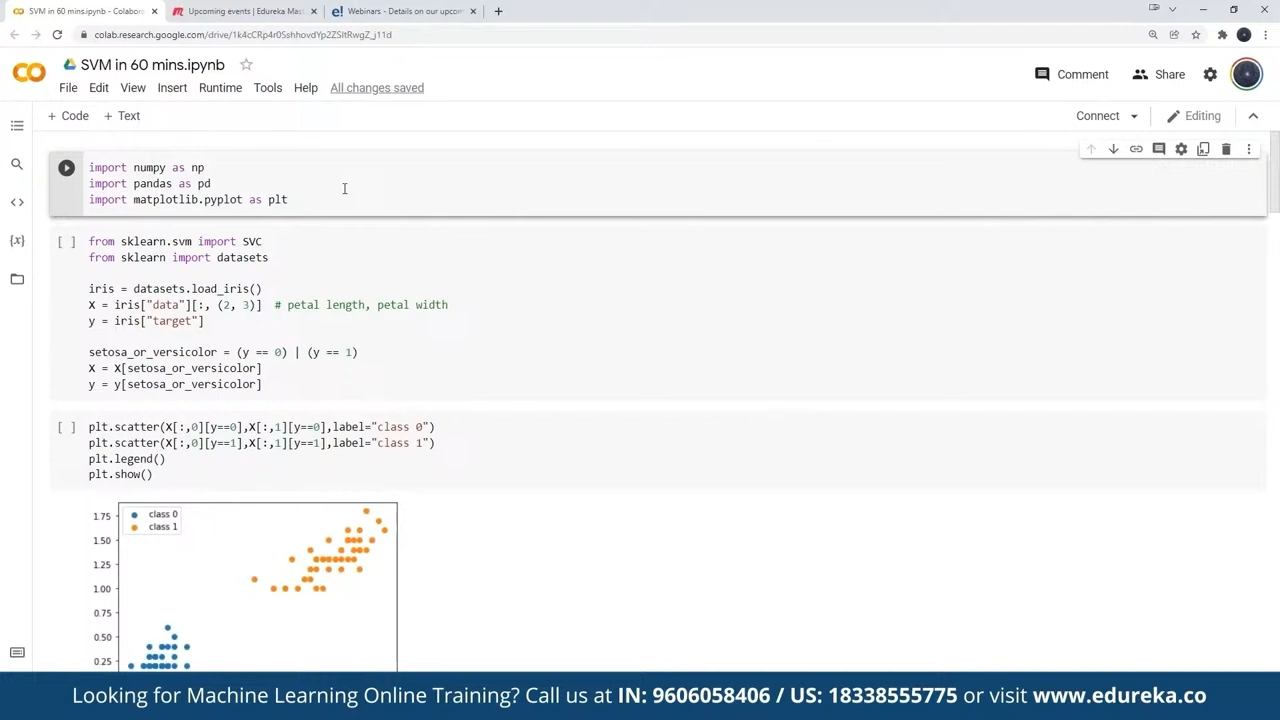 SVM in 60 mins.ipynb - Colabora
Upcoming events | Edureka Mas
e! Webinars - Details on our upcom
colab.research.google.com/drive/
CO
SVM in 60 mins.ipynb
File Edit View Insert Runtime Tools Help All changes saved
Comment Share
+ Code + Text
Connect Editing
import numpy as np
import pandas as pd
import matplotlib.pyplot as plt
[ ] from sklearn.svm import SVC
from sklearn import datasets
iris = datasets.load_iris()
X = iris["data"][:, (2, 3)] # petal length, petal width
y = iris["target"]
setosa_or_versicolor = (y == 0) | (y == 1)
X = X[setosa_or_versicolor]
y = y[setosa_or_versicolor]
[ ] plt.scatter(X[:,0][y==0],X[:,1][y==0],label="class 0")
plt.scatter(X[:,0][y==1],X[:,1][y==1],label="class 1")
plt.legend()
plt.show()
class 0
class 1
1.75
1.50
1.25
1.00
0.75
0.50
0.25
Looking for Machine Learning Online Training? Call us at IN: 9606058406 / US: 18338555775 or visit www.edureka.co